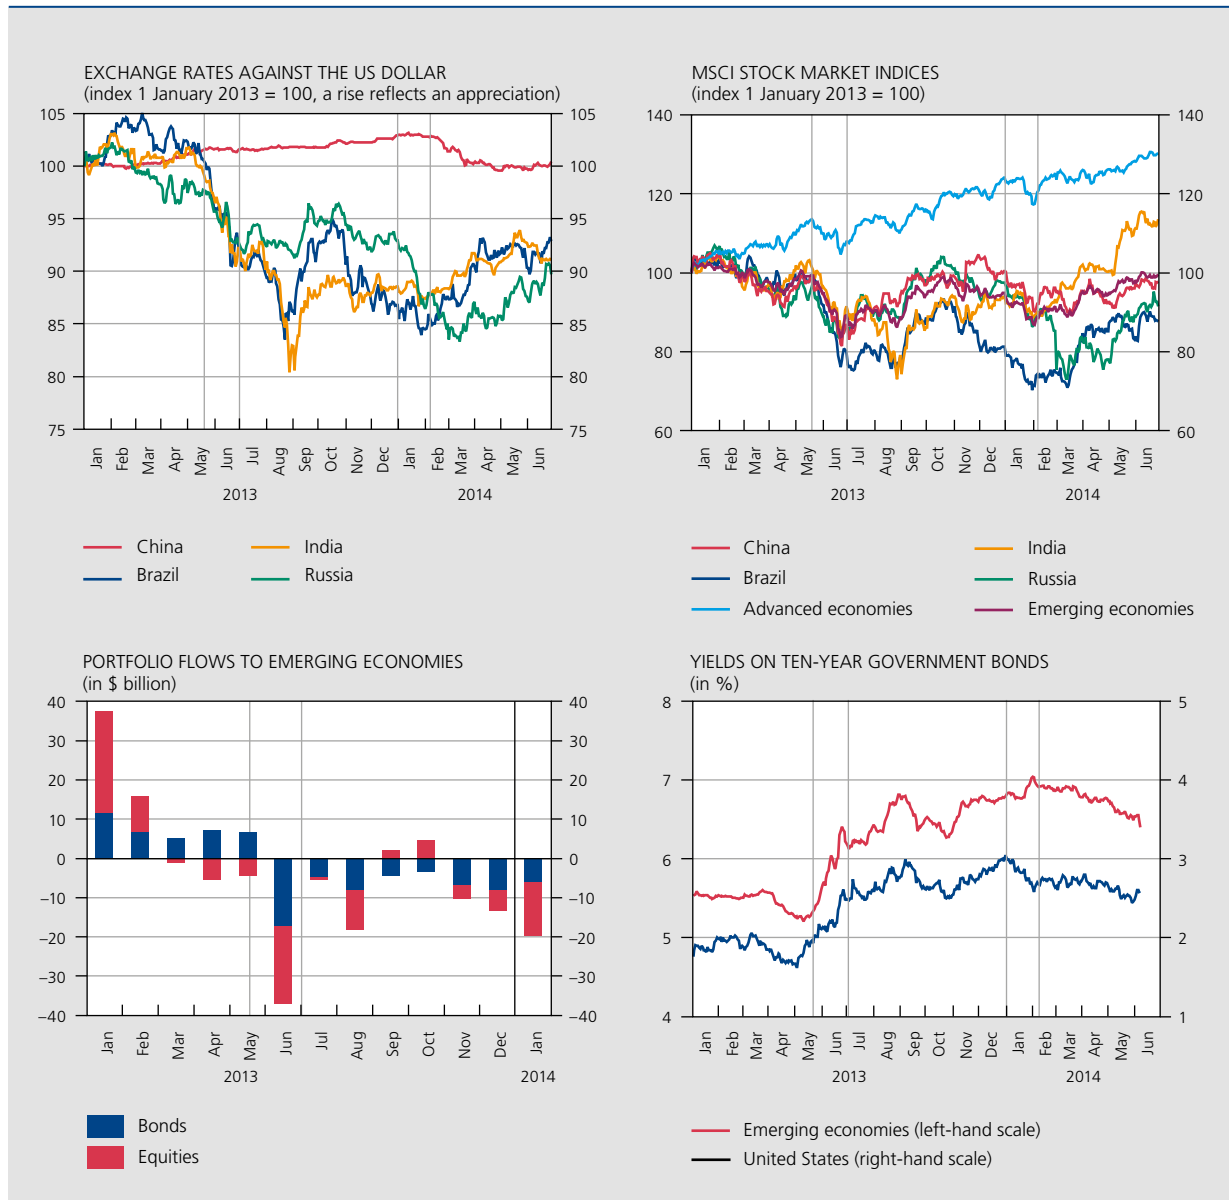 EXCHANGE RATES AGAINST THE US DOLLAR
(index 1 January 2013 = 100, a rise reflects an appreciation)
105
100
95
90
85
80
75
105
100
95
90
85
80
75
Jan Feb Mar Apr May Jun Jul Aug Sep Oct Nov Dec Jan Feb Mar Apr May Jun
2013 2014
China India
Brazil Russia
MSCI STOCK MARKET INDICES
(index 1 January 2013 = 100)
140
120
100
80
60
140
120
100
80
60
Jan Feb Mar Apr May Jun Jul Aug Sep Oct Nov Dec Jan Feb Mar Apr May Jun
2013 2014
China India
Brazil Russia
Advanced economies Emerging economies
PORTFOLIO FLOWS TO EMERGING ECONOMIES
(in $ billion)
40
30
20
10
0
−10
−20
−30
−40
40
30
20
10
0
−10
−20
−30
−40
Jan Feb Mar Apr May Jun Jul Aug Sep Oct Nov Dec Jan
2013 2014
Bonds
Equities
YIELDS ON TEN-YEAR GOVERNMENT BONDS
(in %)
8
7
6
5
4
5
4
3
2
1
Jan Feb Mar Apr May Jun Jul Aug Sep Oct Nov Dec Jan Feb Mar Apr May Jun
2013 2014
Emerging economies (left-hand scale)
United States (right-hand scale)